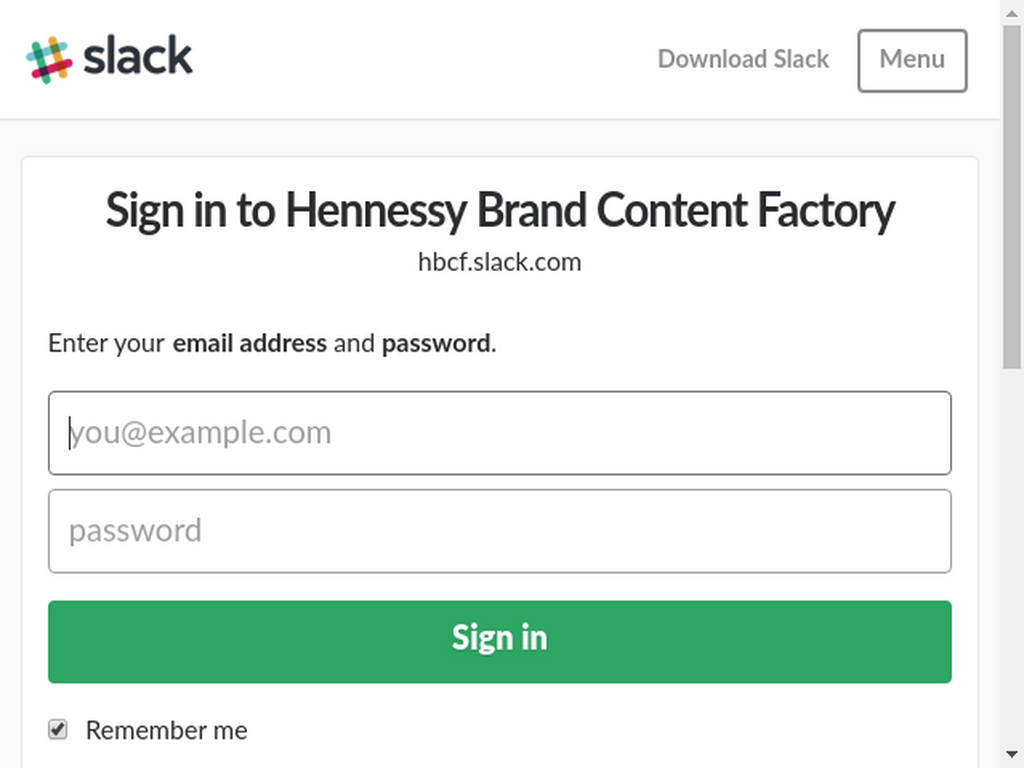 slack
Download Slack
Menu
Sign in to Hennessy Brand Content Factory
hbcf.slack.com
Enter your email address and password.
you@example.com
password
Sign in
Remember me